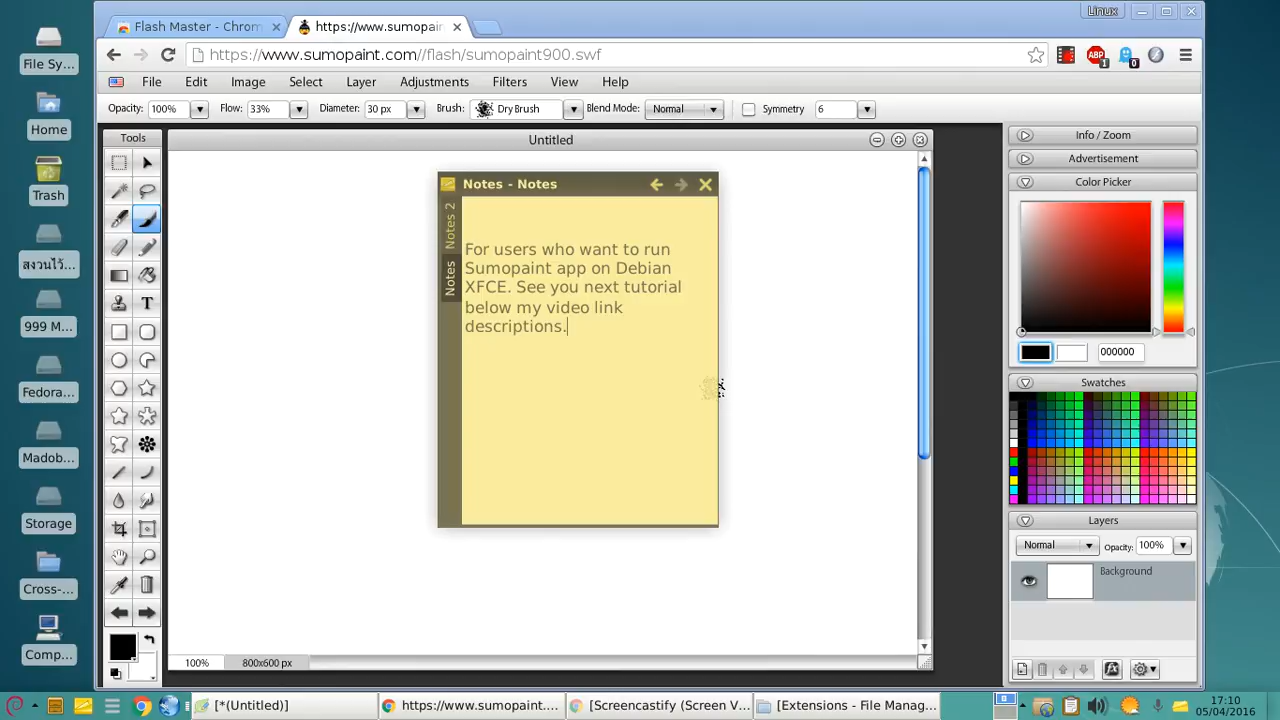 File Sy...
Home
Trash
สงวนไว้...
999 M...
Fedora...
Madob...
Storage
Cross-...
Comp...
Flash Master - Chrom
https://www.sumopain
Linux
https://www.sumopaint.com//flash/sumopaint900.swf
ABP
1
0
File Edit Image Select Layer Adjustments Filters View Help
Opacity: 100% Flow: 33% Diameter: 30 px Brush: Dry Brush Blend Mode: Normal Symmetry 6
Tools
Untitled
Notes - Notes
Notes 2
Notes
For users who want to run
Sumopaint app on Debian
XFCE. See you next tutorial
below my video link
descriptions.
100% 800x600 px
Info / Zoom
Advertisement
Color Picker
000000
Swatches
Layers
Normal Opacity: 100%
Background
[*(Untitled)]
https://www.sumopaint...
[Screencastify (Screen V...
[Extensions - File Manag...
17:10
05/04/2016